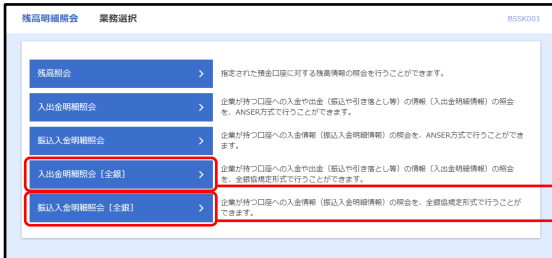 残高明細照会 業務選択 BSSK001
残高照会
指定された預金口座に対する残高情報の照会を行うことができます。
入出金明細照会
企業が持つ口座への入金や出金（振込や引き落とし等）の情報（入出金明細情報）の照会
を、ANSER方式で行うことができます。
振込入金明細照会
企業が持つ口座への入金情報（振込入金明細情報）の照会を、ANSER方式で行うことができ
ます。
入出金明細照会［全銀］
企業が持つ口座への入金や出金（振込や引き落とし等）の情報（入出金明細情報）の照会
を、全銀協規定形式で行うことができます。
振込入金明細照会［全銀］
企業が持つ口座への入金情報（振込入金明細情報）の照会を、全銀協規定形式で行うことが
できます。